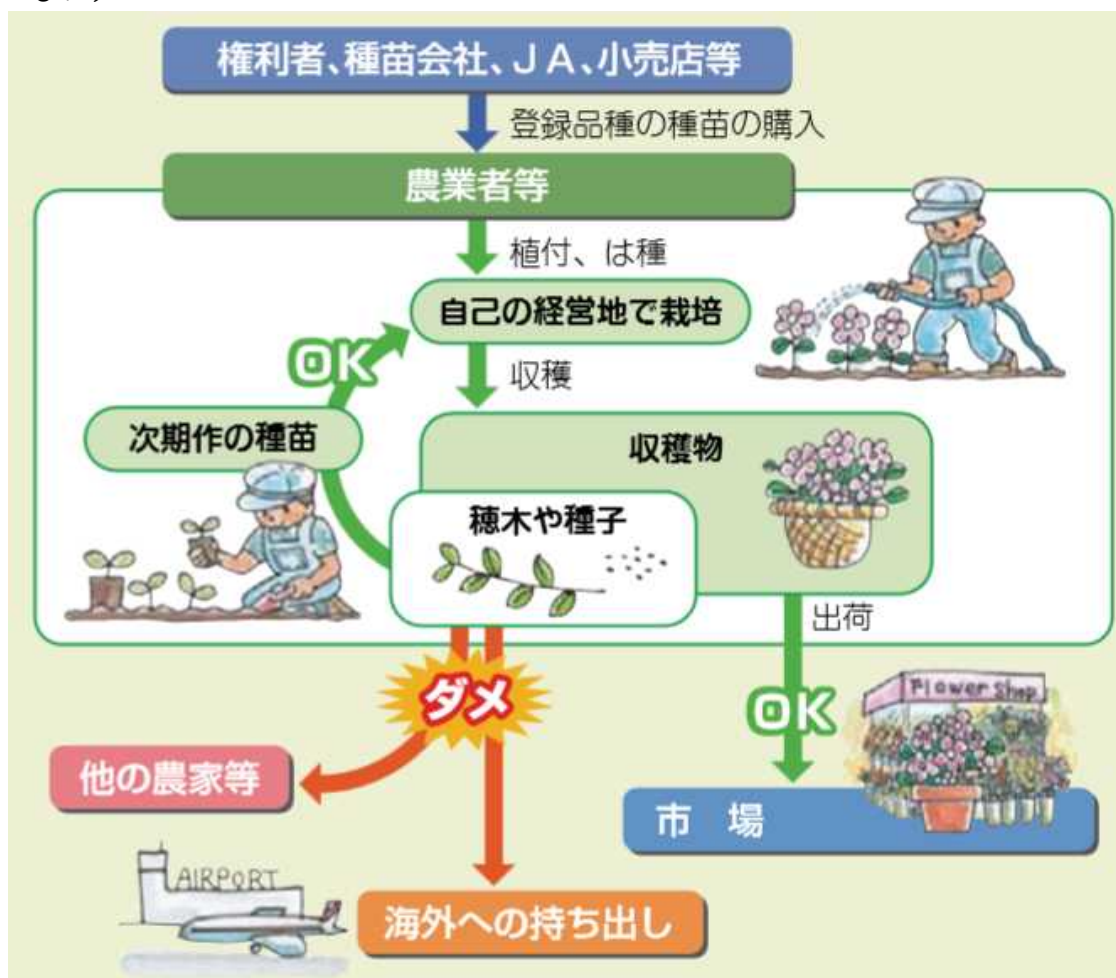 権利者、種苗会社、ＪＡ、小売店等
登録品種の種苗の購入
農業者等
植付、は種
自己の経営地で栽培
OK
収穫
次期作の種苗
収穫物
穂木や種子
出荷
ダメ
OK
Flower Shop
他の農家等
市　場
AIRPORT
海外への持ち出し